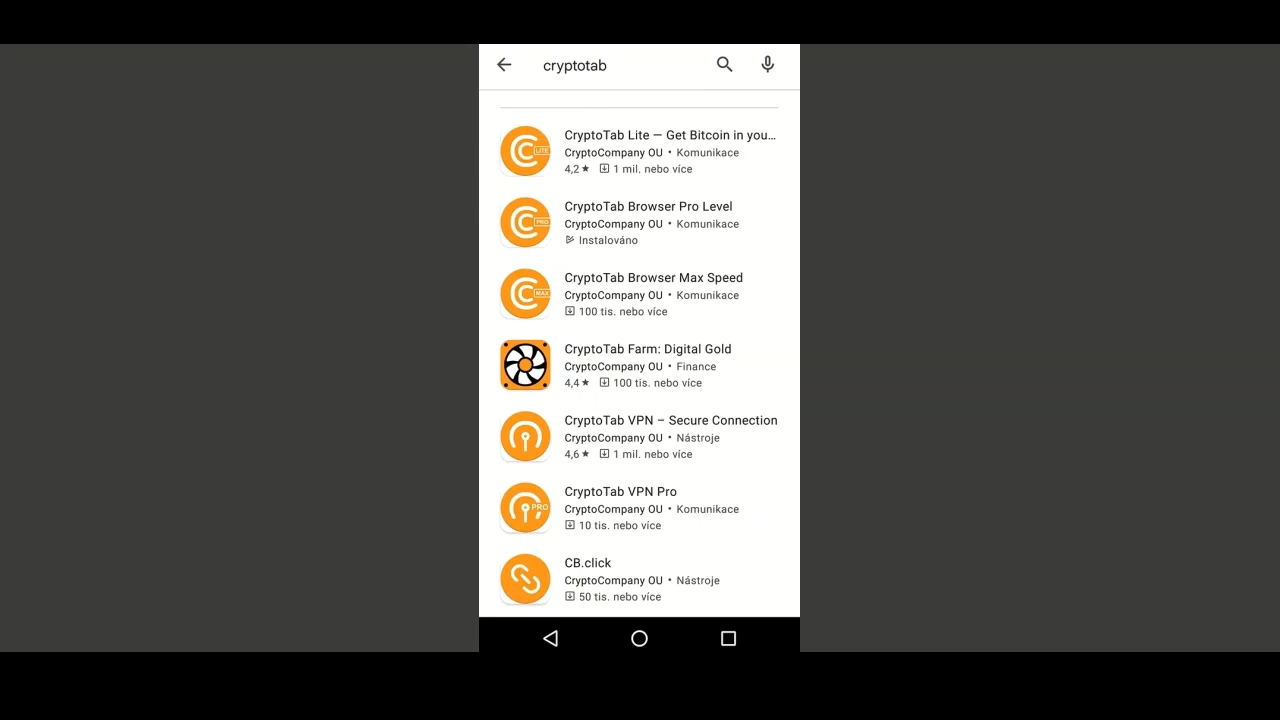 cryptotab
CryptoTab Lite — Get Bitcoin in you...
CryptoCompany OU • Komunikace
4,2 ★ 1 mil. nebo více
LITE
CryptoTab Browser Pro Level
CryptoCompany OU • Komunikace
Instalováno
PRO
CryptoTab Browser Max Speed
CryptoCompany OU • Komunikace
100 tis. nebo více
MAX
CryptoTab Farm: Digital Gold
CryptoCompany OU • Finance
4,4 ★ 100 tis. nebo více
CryptoTab VPN – Secure Connection
CryptoCompany OU • Nástroje
4,6 ★ 1 mil. nebo více
CryptoTab VPN Pro
CryptoCompany OU • Komunikace
10 tis. nebo více
PRO
CB.click
CryptoCompany OU • Nástroje
50 tis. nebo více